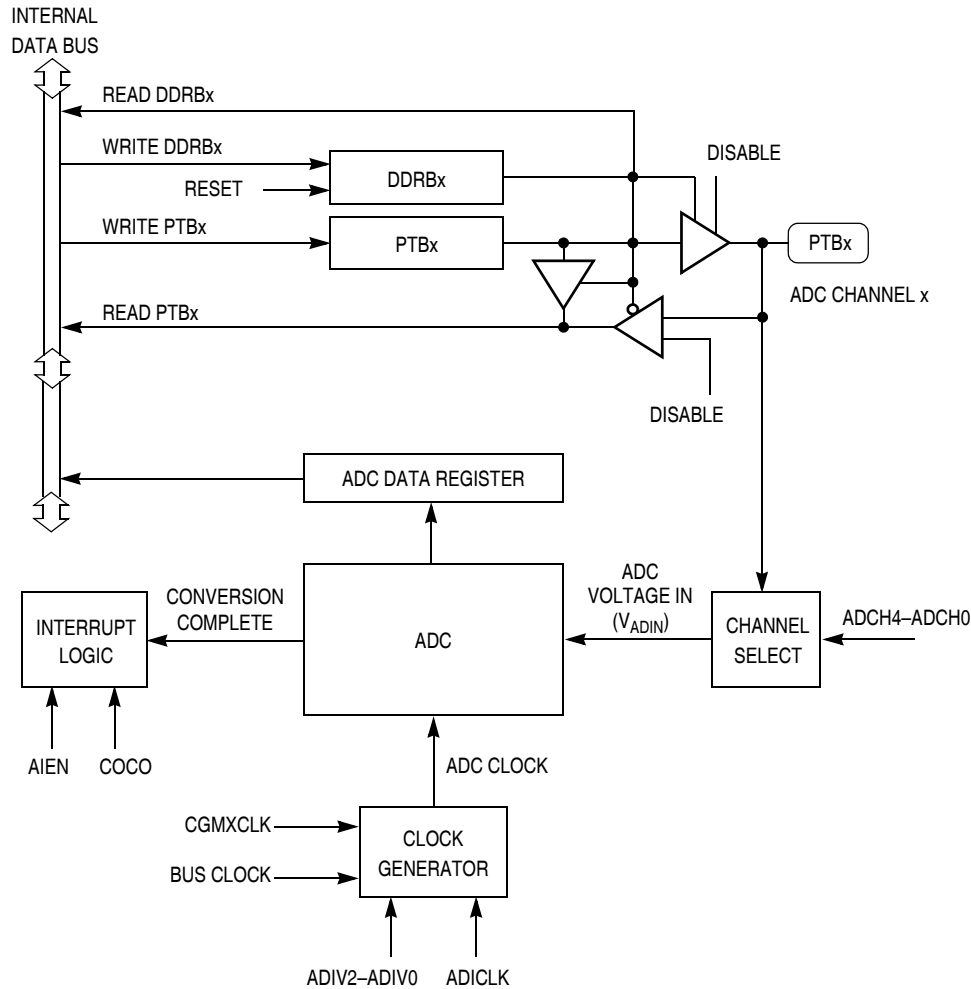 INTERNAL
DATA BUS
READ DDRBx
WRITE DDRBx
DISABLE
RESET
DDRBx
WRITE PTBx
PTBx
PTBx
ADC CHANNEL x
READ PTBx
DISABLE
ADC DATA REGISTER
ADC
VOLTAGE IN
(VADIN)
CONVERSION
COMPLETE
INTERRUPT
LOGIC
ADC
CHANNEL
SELECT
ADCH4–ADCH0
AIEN
COCO
ADC CLOCK
CGMXCLK
BUS CLOCK
CLOCK
GENERATOR
ADIV2–ADIV0
ADICLK